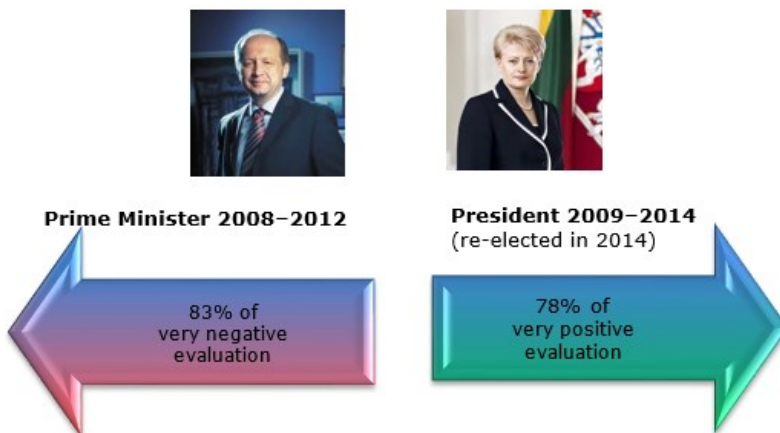 Prime Minister 2008–2012
President 2009–2014
(re-elected in 2014)
83% of
very negative
evaluation
78% of
very positive
evaluation